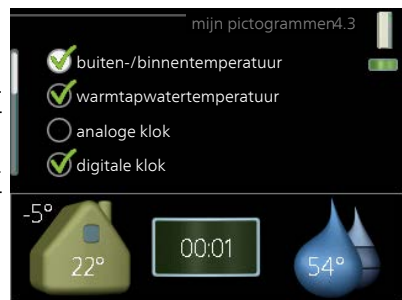 mijn pictogrammen4.3
buiten-/binnentemperatuur
warmtapwatertemperatuur
analoge klok
digitale klok
-5°
22°
00:01
54°